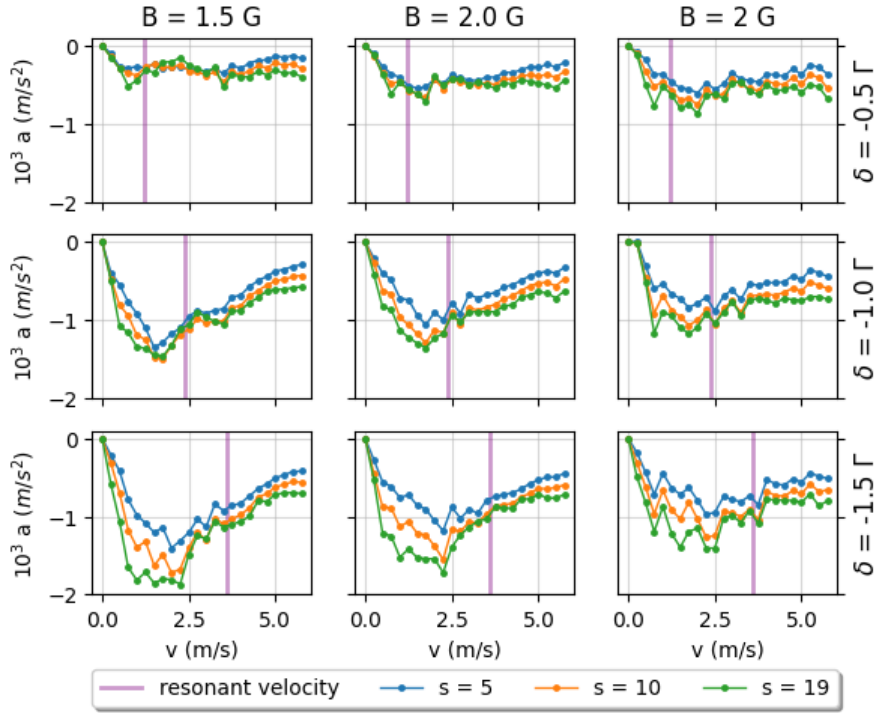 B = 1.5 G B = 2.0 G B = 2 G
0
−1
−2
10³ a (m/s²)
δ = -0.5 Γ
0
−1
−2
10³ a (m/s²)
δ = -1.0 Γ
0
−1
−2
10³ a (m/s²)
δ = -1.5 Γ
0.0 2.5 5.0 0.0 2.5 5.0 0.0 2.5 5.0
v (m/s) v (m/s) v (m/s)
resonant velocity s = 5 s = 10 s = 19